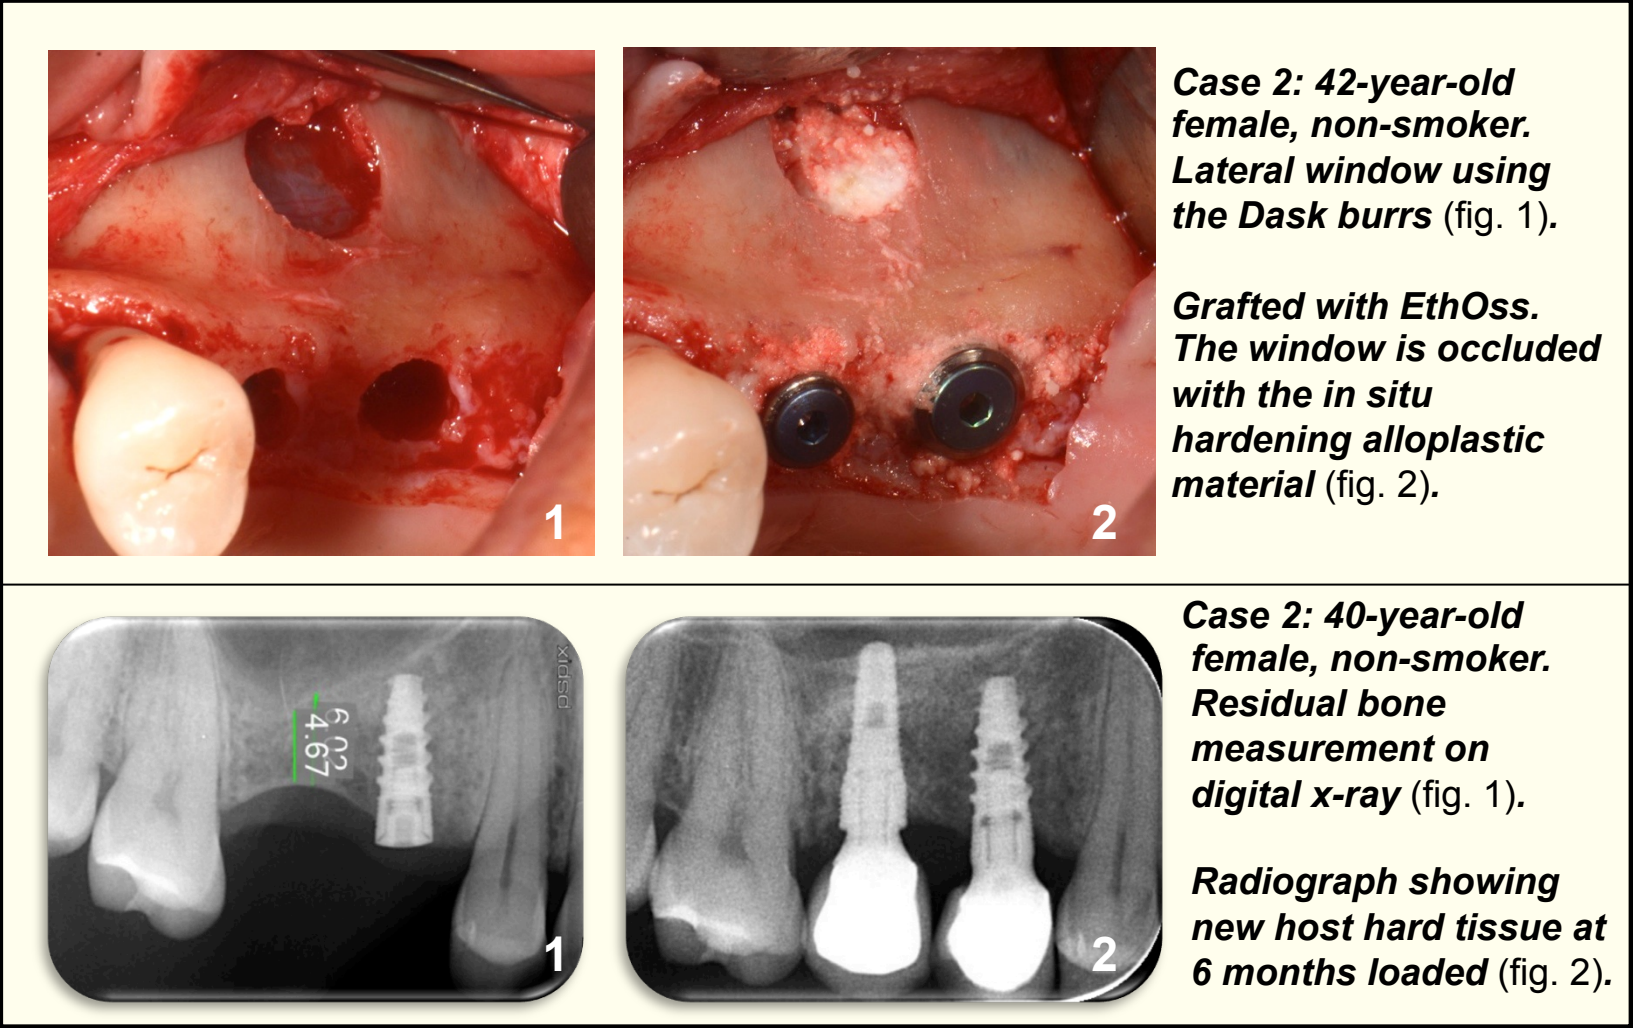 Case 2: 42-year-old
female, non-smoker.
Lateral window using
the Dask burrs (fig. 1).
Grafted with EthOss.
The window is occluded
with the in situ
hardening alloplastic
material (fig. 2).
1
2
Case 2: 40-year-old
female, non-smoker.
Residual bone
measurement on
digital x-ray (fig. 1).
Radiograph showing
new host hard tissue at
6 months loaded (fig. 2).
4.67
1
2